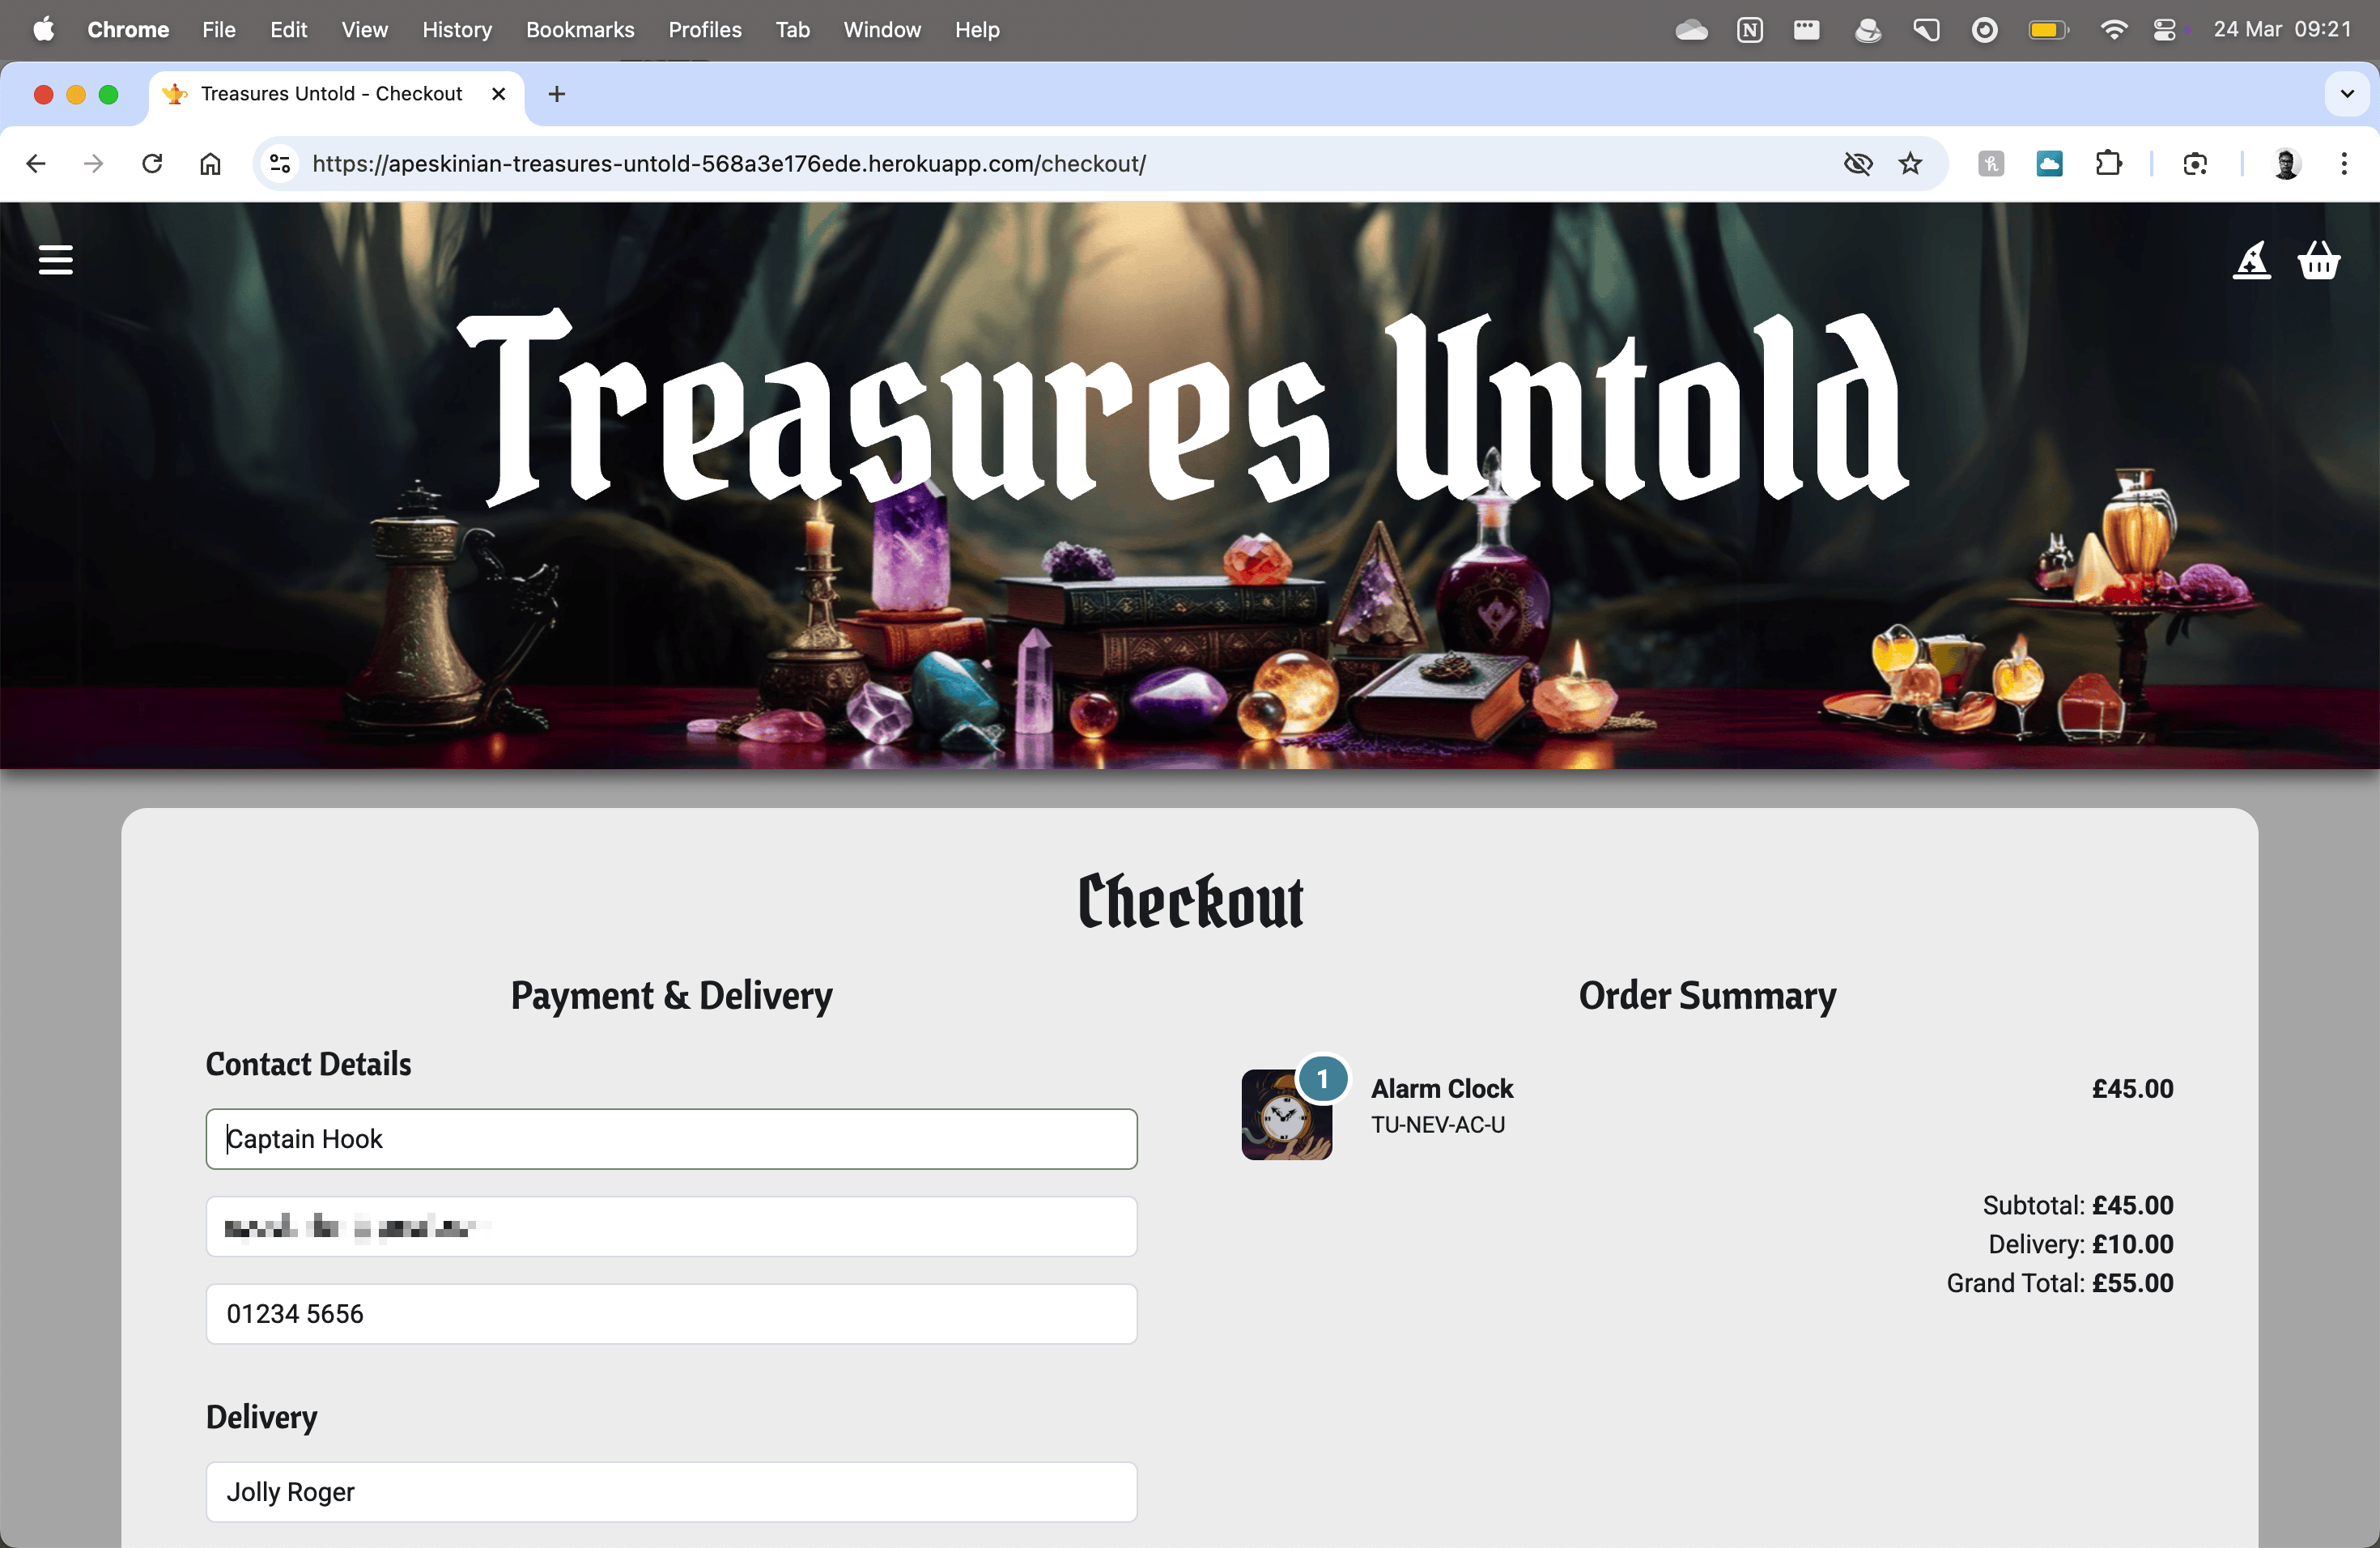 Chrome File Edit View History Bookmarks Profiles Tab Window Help 24 Mar 09:21
Treasures Untold - Checkout
https://apeskinian-treasures-untold-568a3e176ede.herokuapp.com/checkout/
Treasures Untold
Checkout
Payment & Delivery
Contact Details
Captain Hook
01234 5656
Delivery
Jolly Roger
Order Summary
1
Alarm Clock £45.00
TU-NEV-AC-U
Subtotal: £45.00
Delivery: £10.00
Grand Total: £55.00